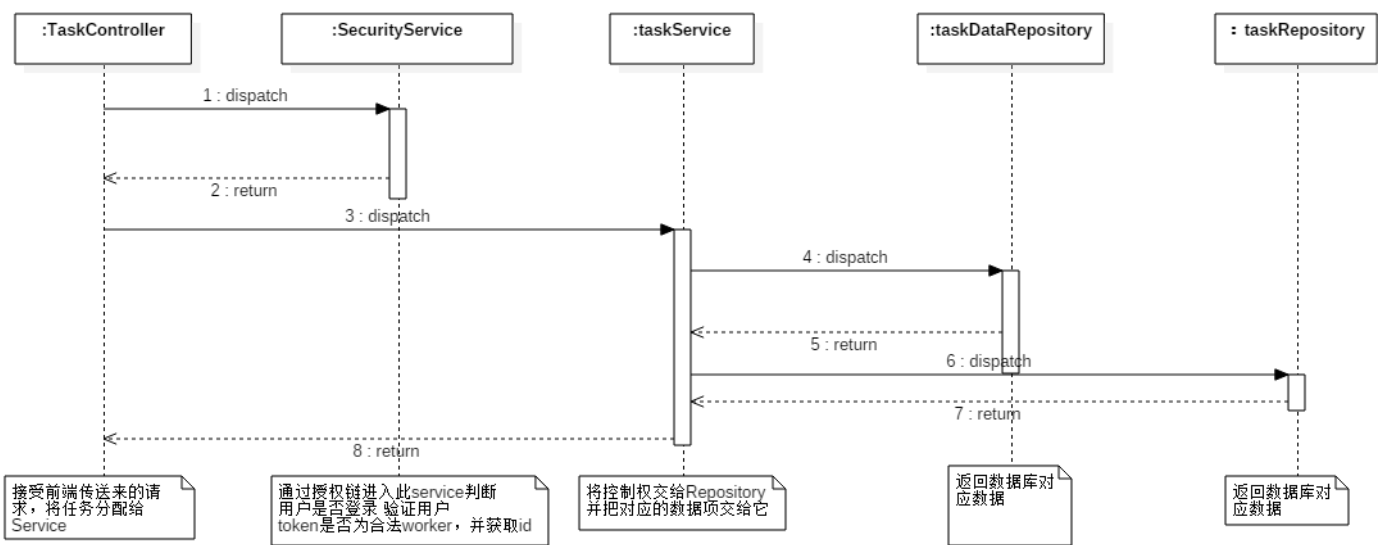 :TaskController
:SecurityService
:taskService
:taskDataRepository
：taskRepository
1 : dispatch
2 : return
3 : dispatch
4 : dispatch
5 : return
6 : dispatch
7 : return
8 : return
接受前端传送来的请
求，将任务分配给
Service
通过授权链进入此service判断
用户是否登录 验证用户
token是否为合法worker，并获取id
将控制权交给Repository
并把对应的数据项交给它
返回数据库对
应数据
返回数据库对
应数据